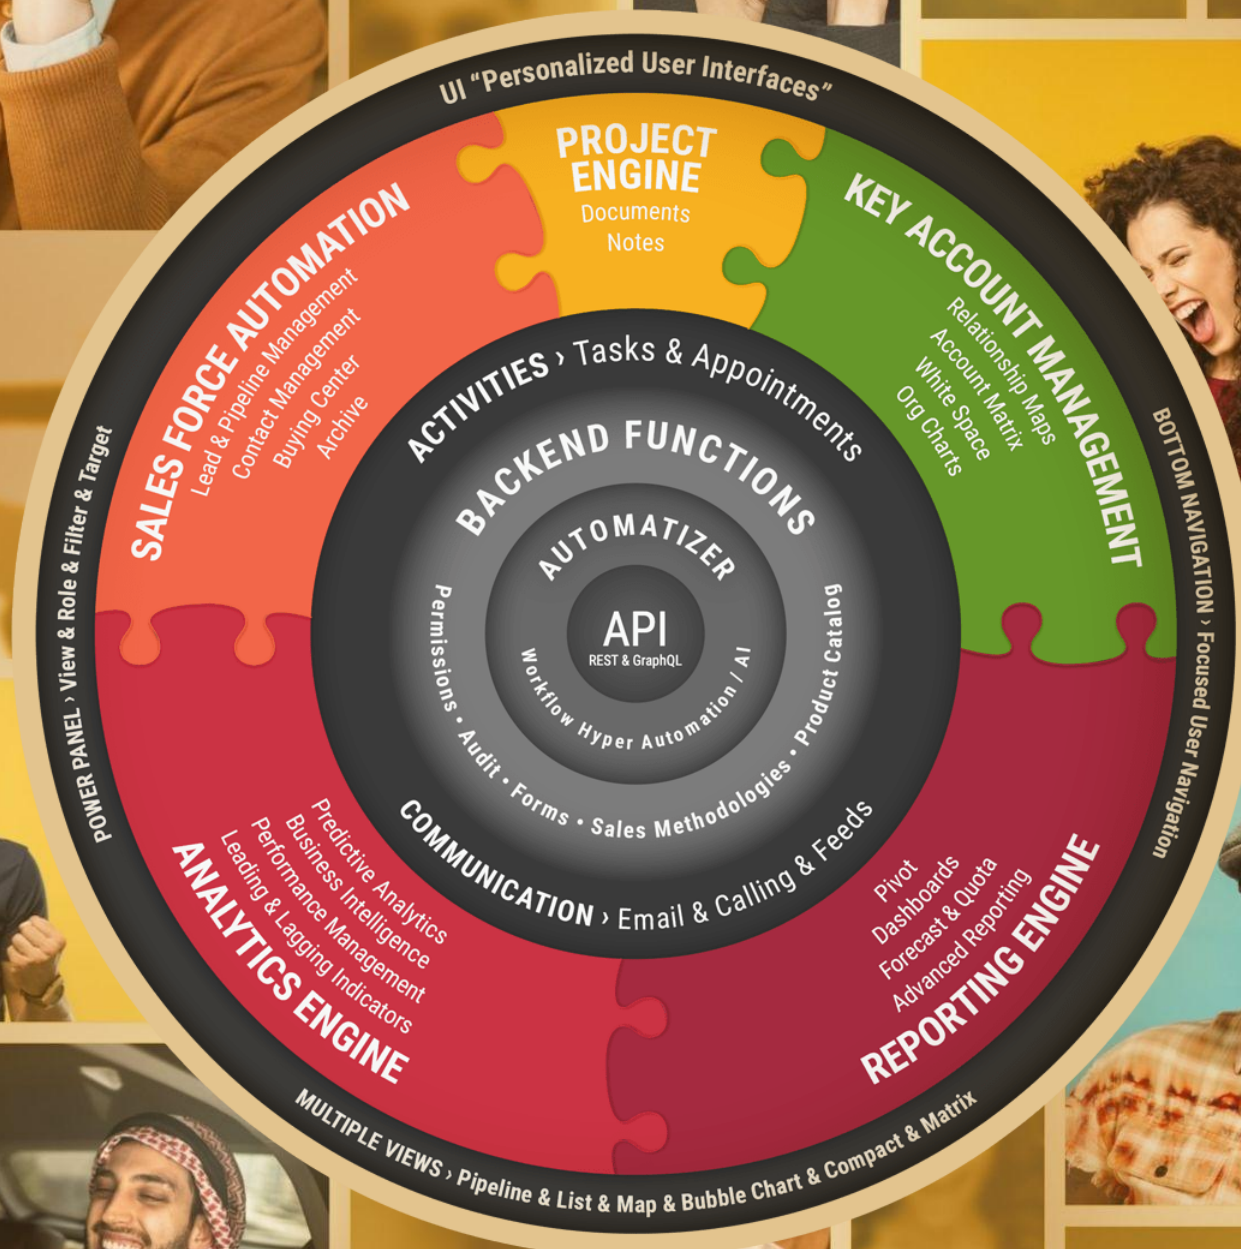 UI “Personalized User Interfaces”
PROJECT
ENGINE
Documents
Notes
KEY ACCOUNT MANAGEMENT
Relationship Maps
Account Matrix
White Space
Org Charts
SALES FORCE AUTOMATION
Lead & Pipeline Management
Contact Management
Buying Center
Archive
POWER PANEL › View & Role & Filter & Target
BOTTOM NAVIGATION › Focused User Navigation
ACTIVITIES › Tasks & Appointments
BACKEND FUNCTIONS
AUTOMATIZER
API
REST & GraphQL
Workflow Hyper Automation / AI
Permissions • Audit • Forms • Sales Methodologies • Product Catalog
COMMUNICATION › Email & Calling & Feeds
Predictive Analytics
Business Intelligence
Performance Management
Leading & Lagging Indicators
ANALYTICS ENGINE
Pivot
Dashboards
Forecast & Quota
Advanced Reporting
REPORTING ENGINE
MULTIPLE VIEWS › Pipeline & List & Map & Bubble Chart & Compact & Matrix